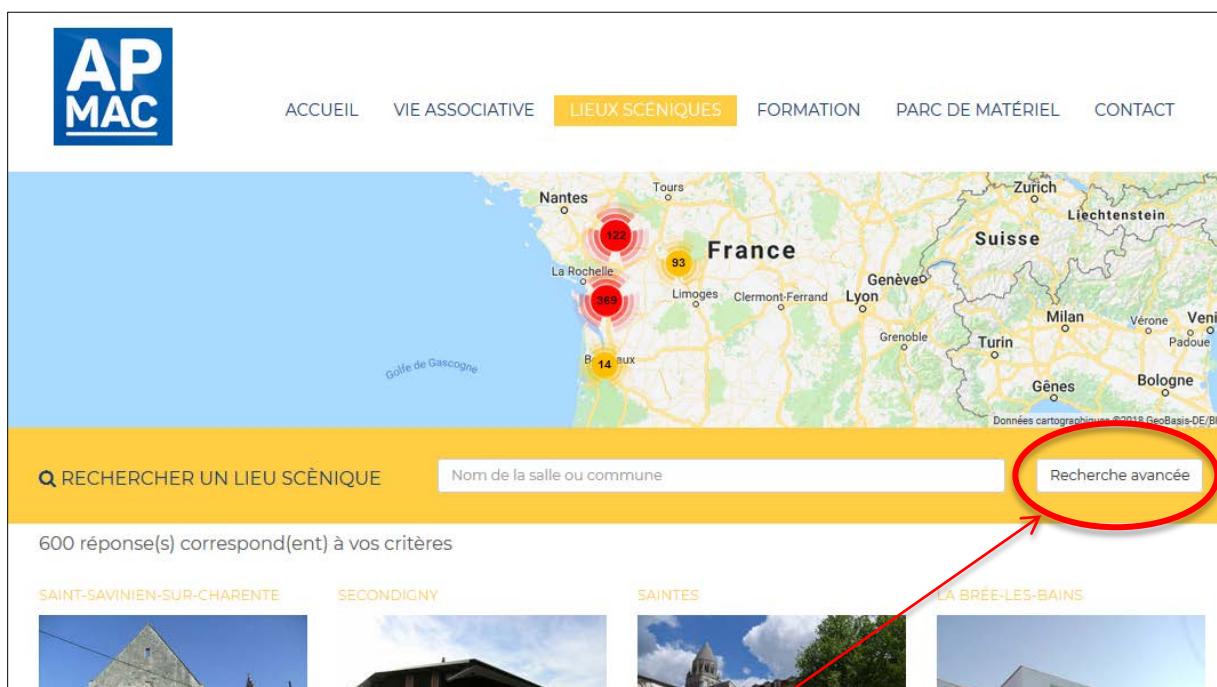 AP
MAC
ACCUEIL VIE ASSOCIATIVE LIEUX SCÉNIQUES FORMATION PARC DE MATÉRIEL CONTACT
Nantes
Tours
Zurich
Liechtenstein
122
Suisse
93
France
La Rochelle
Genève
369
Limoges
Clermont-Ferrand
Lyon
Milan
Vérone
Grenoble
Turin
Padoue
14
Golfe de Gascogne
Gênes
Bologne
Données cartographiques ©2018
RECHERCHER UN LIEU SCÈNIQUE
Nom de la salle ou commune
Recherche avancée
600 réponse(s) correspond(ent) à vos critères
SAINT-SAVINIEN-SUR-CHARENTE SECONDIGNY SAINTES LA BRÉE-LES-BAINS